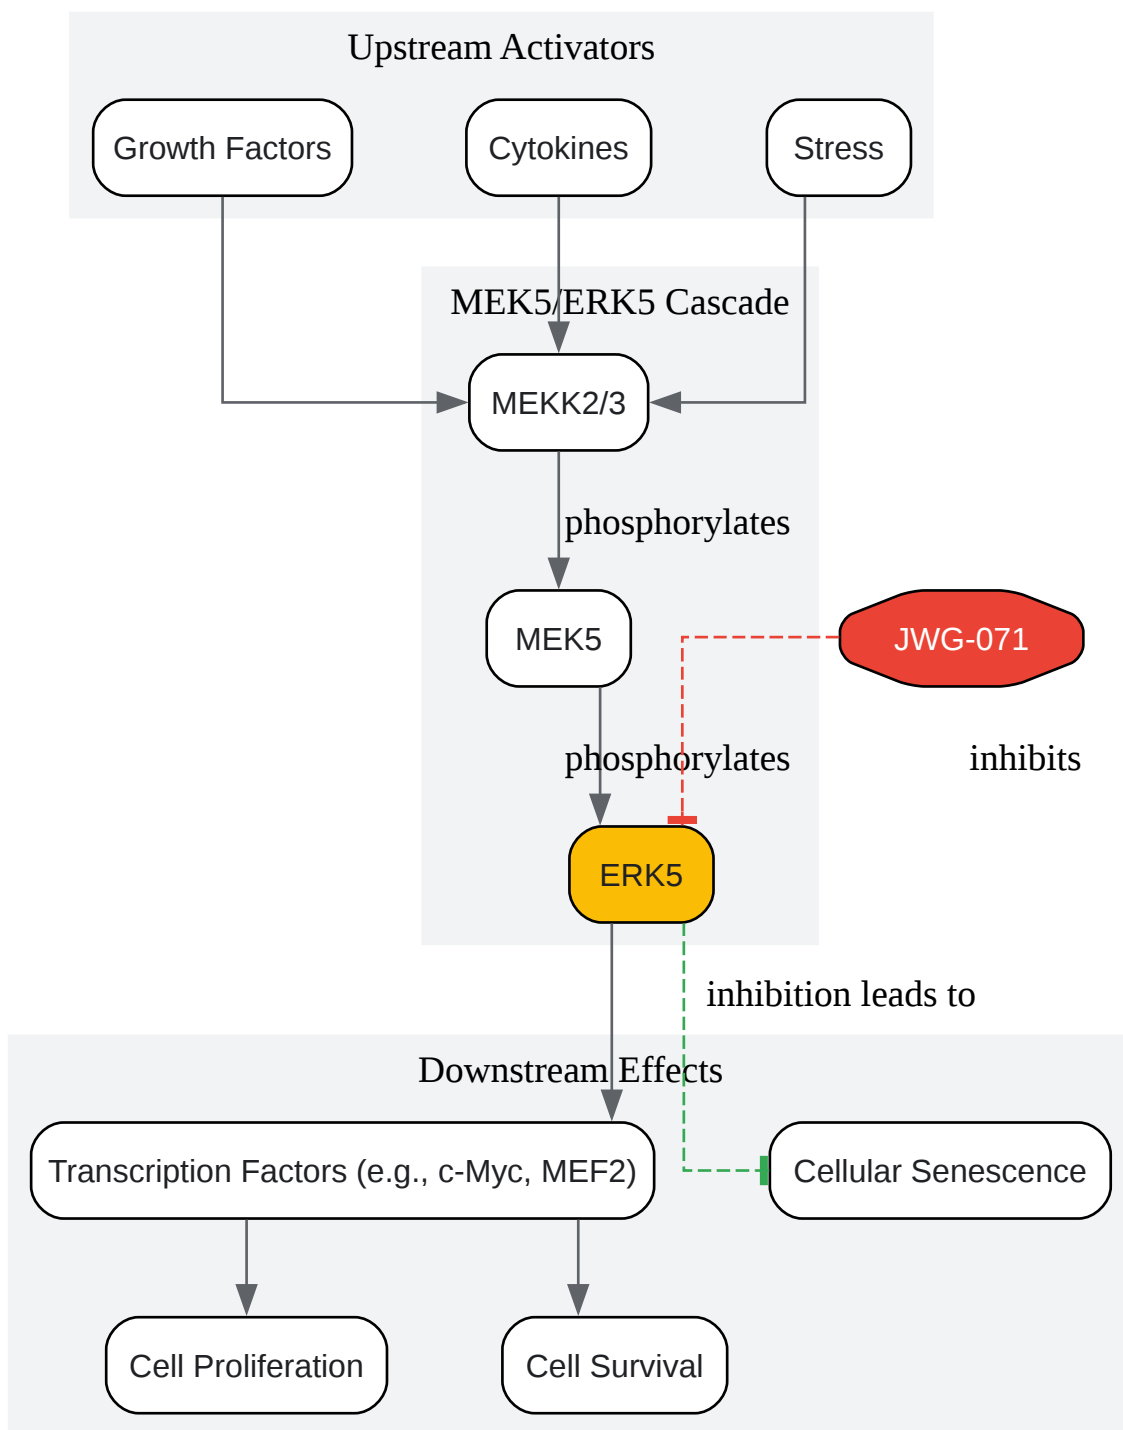 Upstream Activators
Growth Factors
Cytokines
Stress
MEK5/ERK5 Cascade
MEKK2/3
phosphorylates
MEK5
JWG-071
phosphorylates
inhibits
ERK5
inhibition leads to
Downstream Effects
Transcription Factors (e.g., c-Myc, MEF2)
Cellular Senescence
Cell Proliferation
Cell Survival